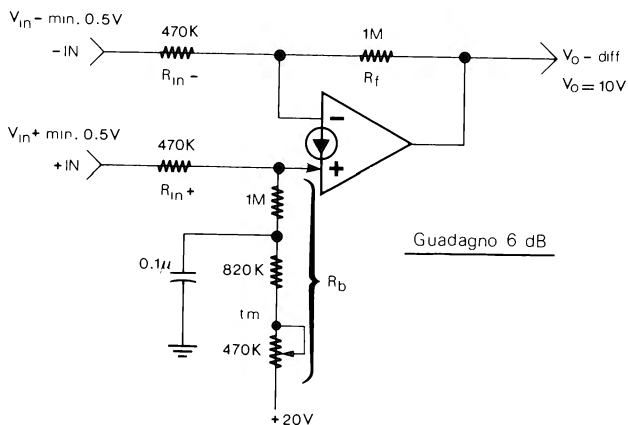 Vin- min. 0.5V
-IN
470K
Rin-
1M
Rf
Vo-diff
Vo=10V
-
Vin+ min. 0.5V
+IN
470K
Rin+
+
1M
Guadagno 6 dB
0.1μ
820K
Rb
tm
470K
+20V